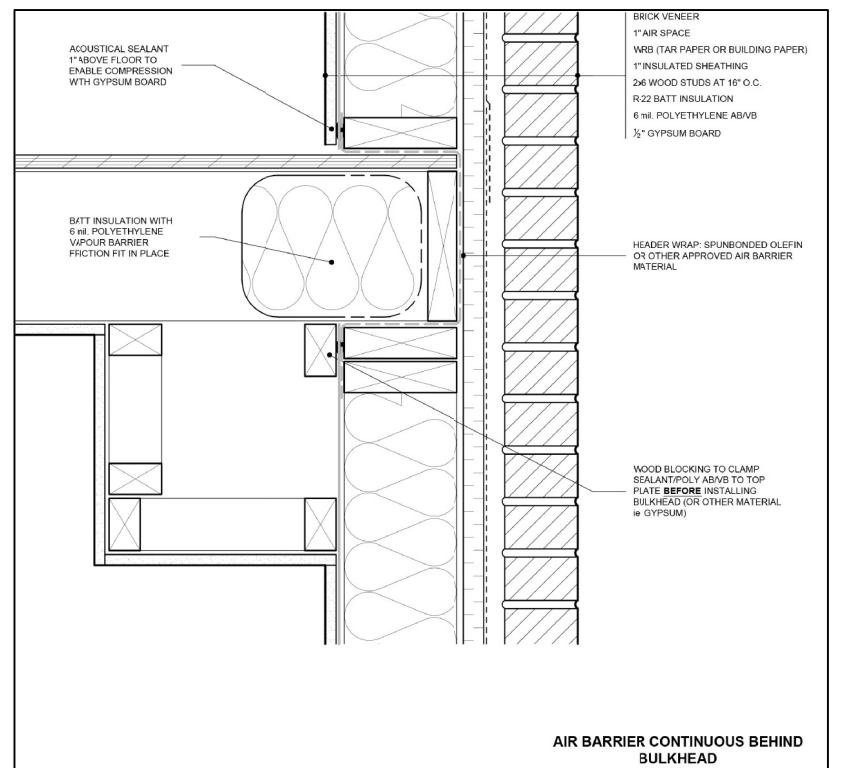 ACOUSTICAL SEALANT
1" ABOVE FLOOR TO
ENABLE COMPRESSION
WITH GYPSUM BOARD
BRICK VENEER
1" AIR SPACE
WRB (TAR PAPER OR BUILDING PAPER)
1" INSULATED SHEATHING
2x6 WOOD STUDS AT 16" O.C.
R-22 BATT INSULATION
6 mil. POLYETHYLENE AB/VB
½" GYPSUM BOARD
BATT INSULATION WITH
6 mil. POLYETHYLENE
VAPOUR BARRIER
FRICTION FIT IN PLACE
HEADER WRAP: SPUNBONDED OLEFIN
OR OTHER APPROVED AIR BARRIER
MATERIAL
WOOD BLOCKING TO CLAMP
SEALANT/POLY AB/VB TO TOP
PLATE BEFORE INSTALLING
BULKHEAD (OR OTHER MATERIAL
ie GYPSUM)
AIR BARRIER CONTINUOUS BEHIND
BULKHEAD